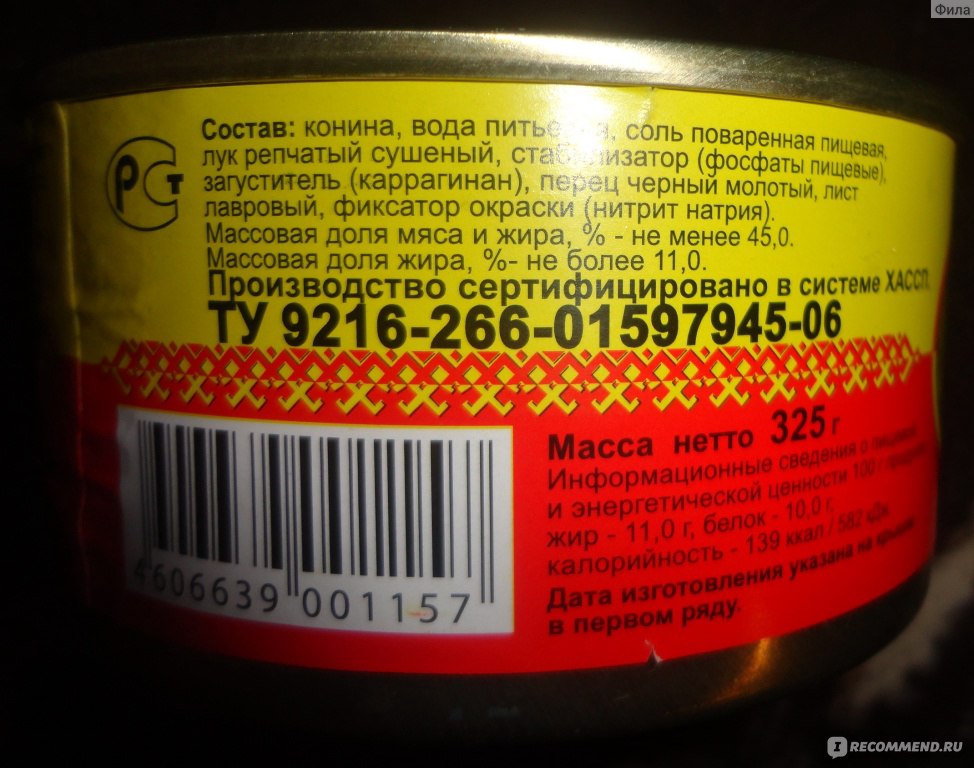 Фила
Состав: конина, вода питьевая, соль поваренная пищевая,
лук репчатый сушеный, стабилизатор (фосфаты пищевые),
загуститель (каррагинан), перец черный молотый, лист
лавровый, фиксатор окраски (нитрит натрия).
Массовая доля мяса и жира, % - не менее 45,0.
Массовая доля жира, %- не более 11,0.
Производство сертифицировано в системе ХАССП.
ТУ 9216-266-01597945-06
РСТ
4606639 001157
Масса нетто 325 г
Информационные сведения о пищевой
и энергетической ценности 100 г продукта
жир - 11,0 г, белок - 10,0 г.
калорийность - 139 ккал / 582 кДж
Дата изготовления указана на крышке
в первом ряду.
IRECOMMEND.RU